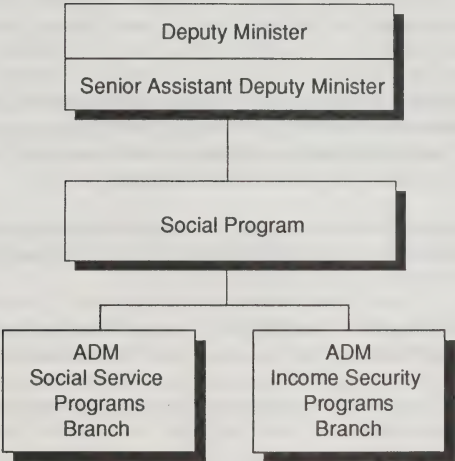 Deputy Minister
Senior Assistant Deputy Minister
Social Program
ADM
Social Service
Programs
Branch
ADM
Income Security
Programs
Branch